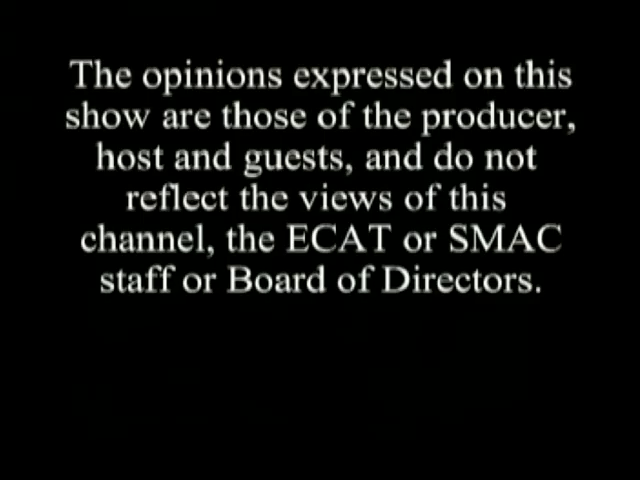 The opinions expressed on this
show are those of the producer,
host and guests, and do not
reflect the views of this
channel, the ECAT or SMAC
staff or Board of Directors.